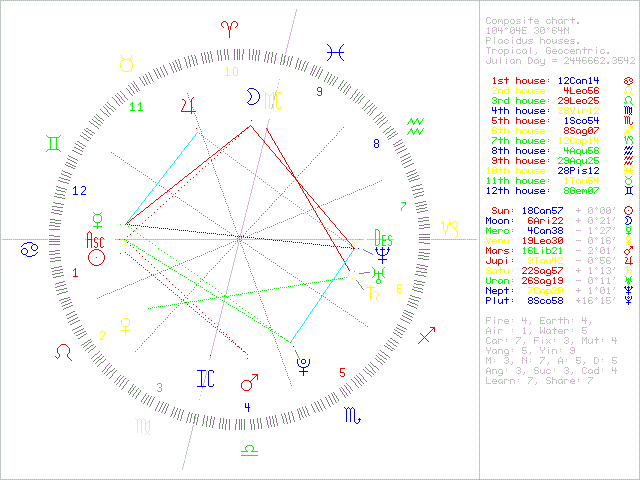 10
9
11
8
12
7
Asc
Des
1
6
2
3
5
4
Composite chart.
104°04E 30°64N
Placidus houses.
Tropical, Geocentric.
Julian Day = 2446662.3542
1st house: 12Can14
2nd house: 4Leo56
3rd house: 29Leo25
4th house: 28Vir12
5th house: 1Sco54
6th house: 8Sag07
7th house: 12Cap14
8th house: 4Aqu56
9th house: 29Aqu25
10th house: 28Pis12
11th house: 1Tau54
12th house: 8Gem07
Sun: 18Can57 + 0°00'
Moon: 6Ari22 + 0°21'
Merc: 4Can38 - 1°27'
Venu: 19Leo30 - 0°16'
Mars: 16Lib21 - 2°01'
Jupi: - 0°56'
Satu: 22Sag57 + 1°13'
Uran: 26Sag19 - 0°11'
Nept: + 1°01'
Plut: 8Sco58 +16°15'
Fire: 4, Earth: 4,
Air : 1, Water: 5
Car: 7, Fix: 3, Mut: 4
Yang: 5, Yin: 9
M: 3, N: 7, A: 5, D: 5
Ang: 3, Suc: 3, Cad: 4
Learn: 7, Share: 7